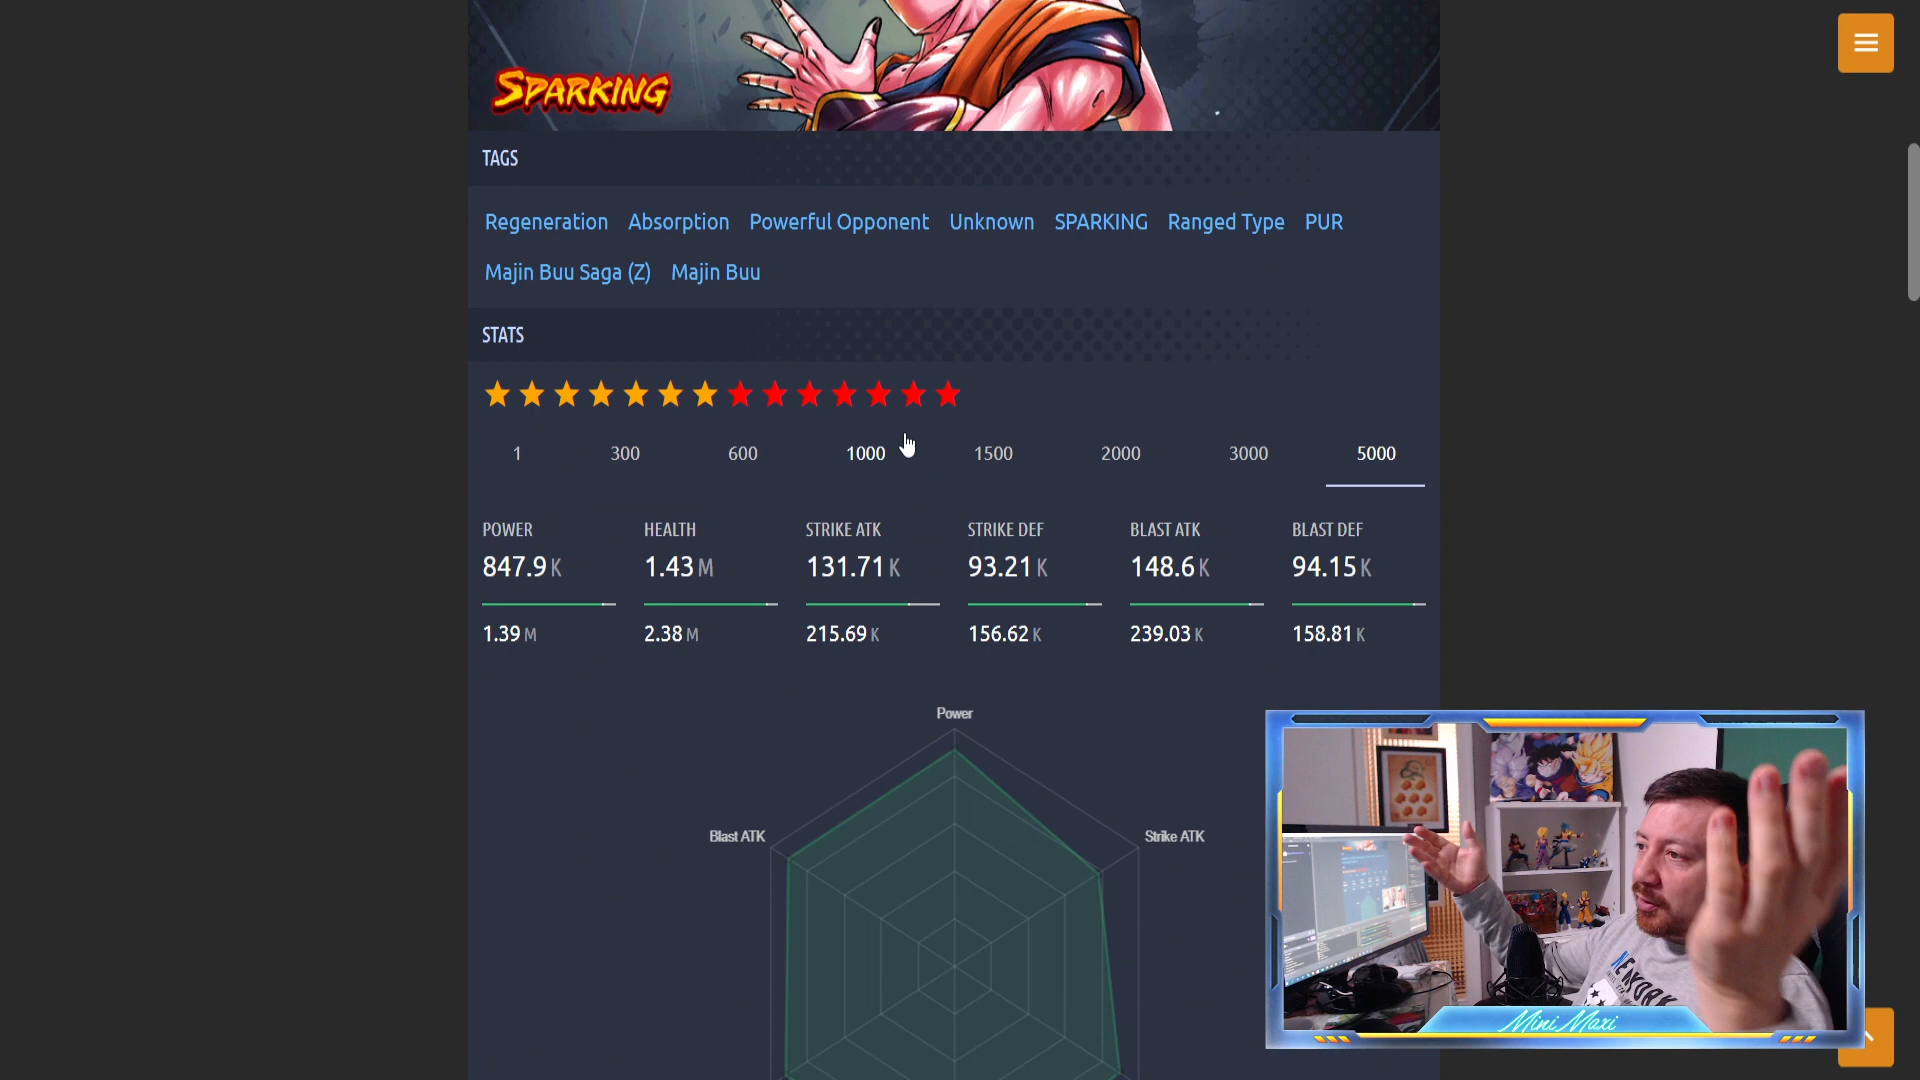 SPARKING
TAGS
Regeneration Absorption Powerful Opponent Unknown SPARKING Ranged Type PUR
Majin Buu Saga (Z) Majin Buu
STATS
1 300 600 1000 1500 2000 3000 5000
POWER HEALTH STRIKE ATK STRIKE DEF BLAST ATK BLAST DEF
847.9 K 1.43 M 131.71 K 93.21 K 148.6 K 94.15 K
1.39 M 2.38 M 215.69 K 156.62 K 239.03 K 158.81 K
Power
Blast ATK Strike ATK
Mini Maxi